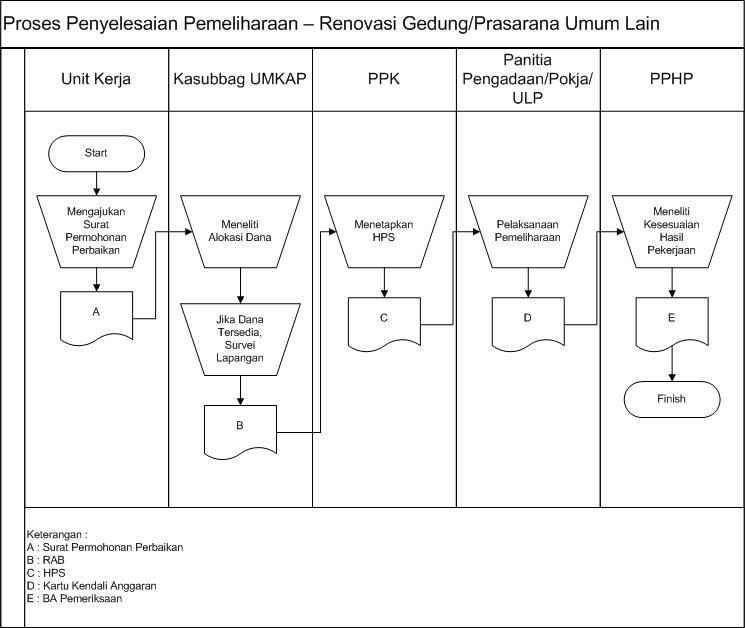 Proses Penyelesaian Pemeliharaan – Renovasi Gedung/Prasarana Umum Lain
Unit Kerja
Kasubbag UMKAP
PPK
Panitia
Pengadaan/Pokja/
ULP
PPHP
Start
Mengajukan
Surat
Permohonan
Perbaikan
A
Meneliti
Alokasi Dana
Jika Dana
Tersedia,
Survei
Lapangan
B
Menetapkan
HPS
C
Pelaksanaan
Pemeliharaan
D
Meneliti
Kesesuaian
Hasil
Pekerjaan
E
Finish
Keterangan :
A : Surat Permohonan Perbaikan
B : RAB
C : HPS
D : Kartu Kendali Anggaran
E : BA Pemeriksaan